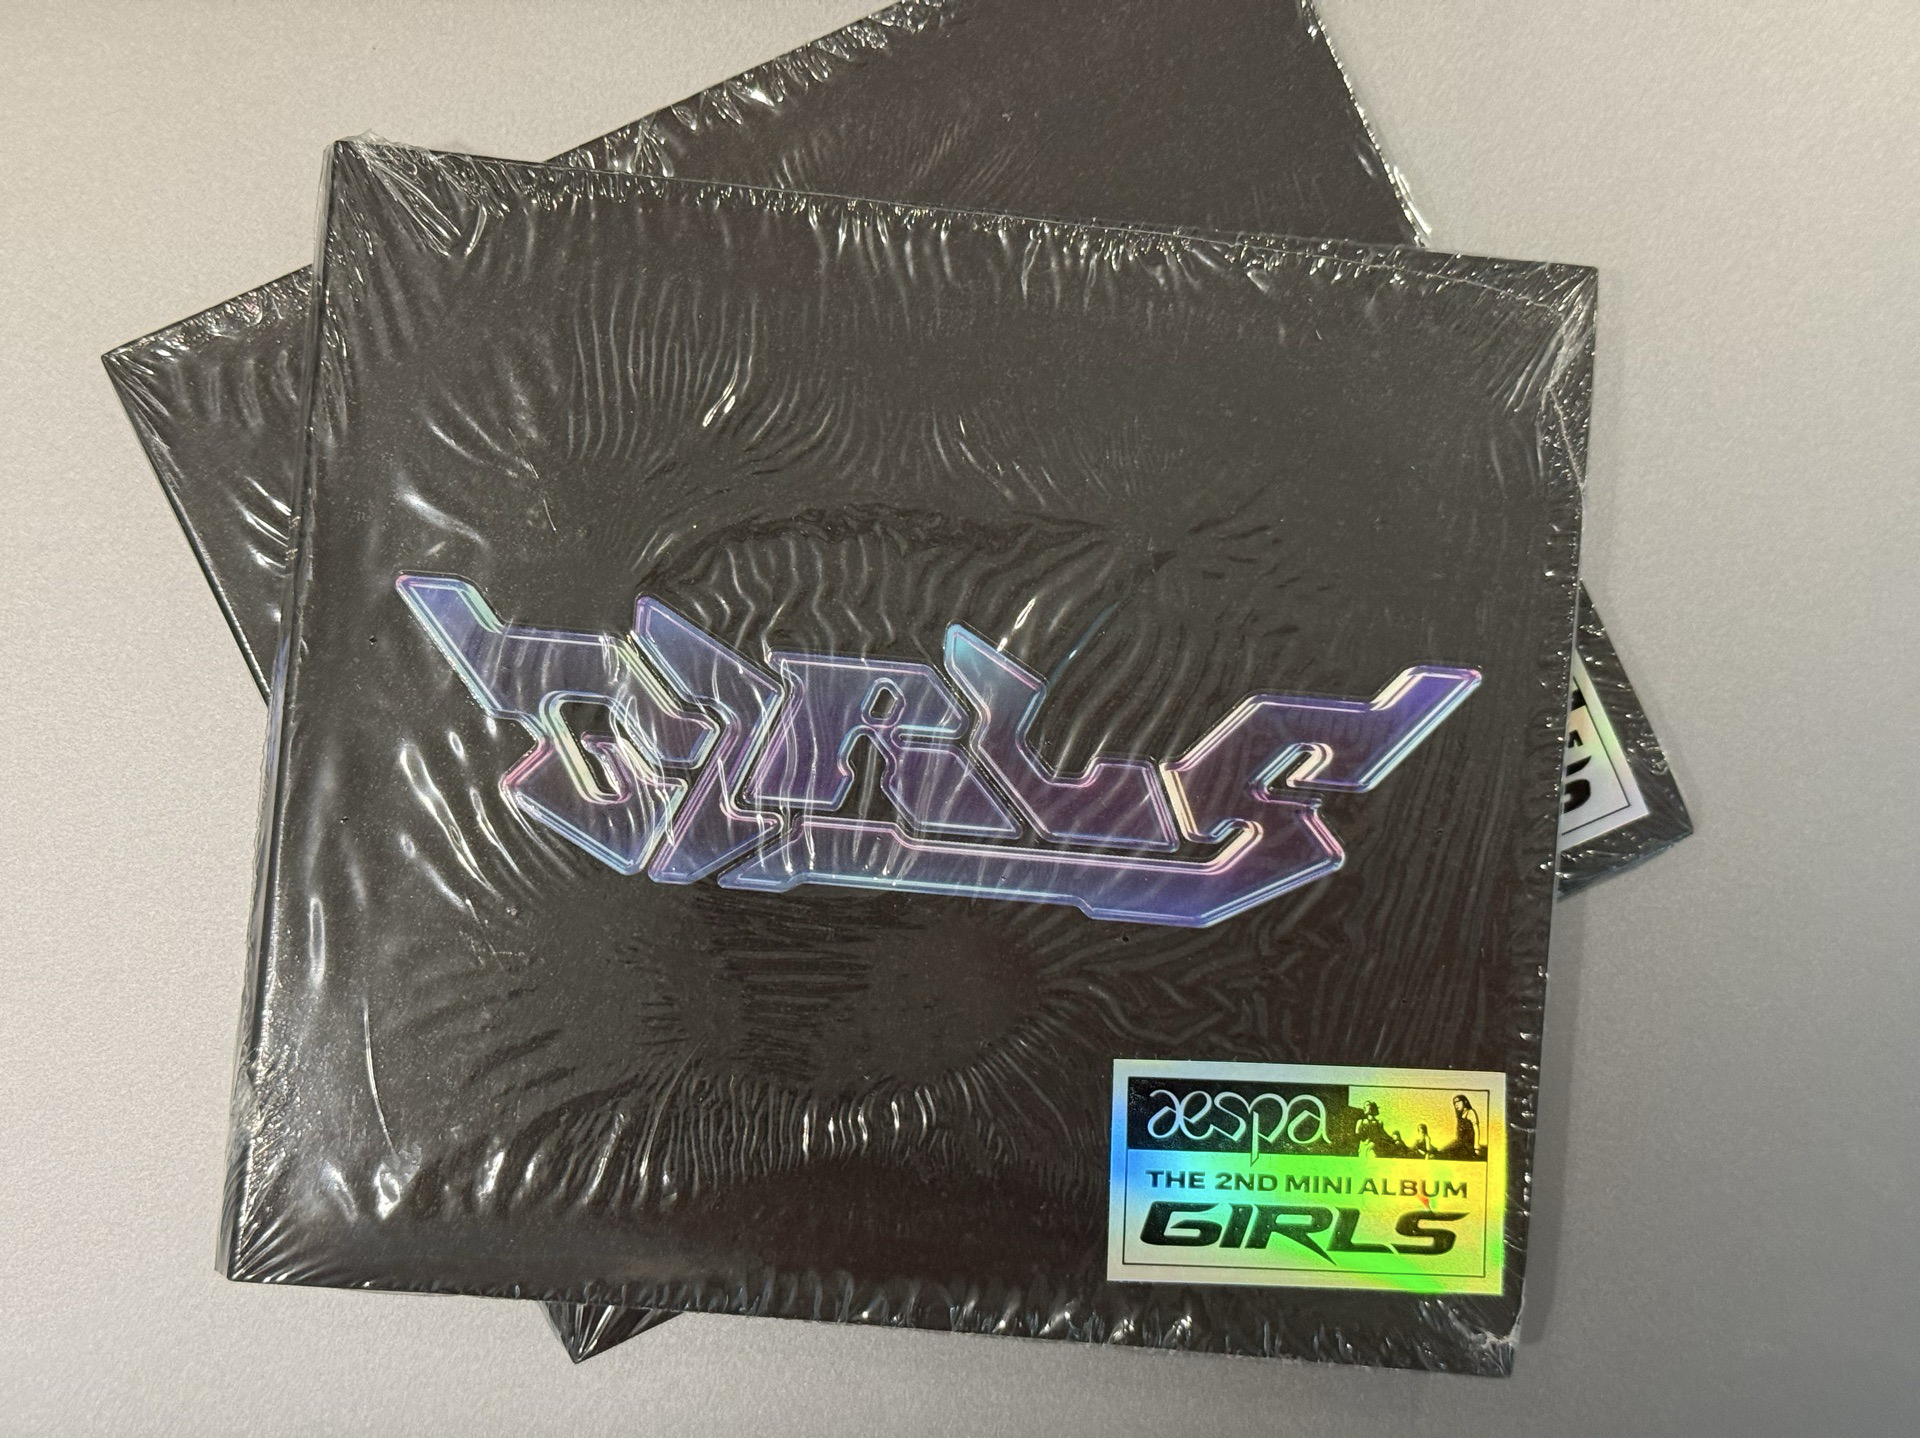 GIRLS
aespa
THE 2ND MINI ALBUM
GIRLS